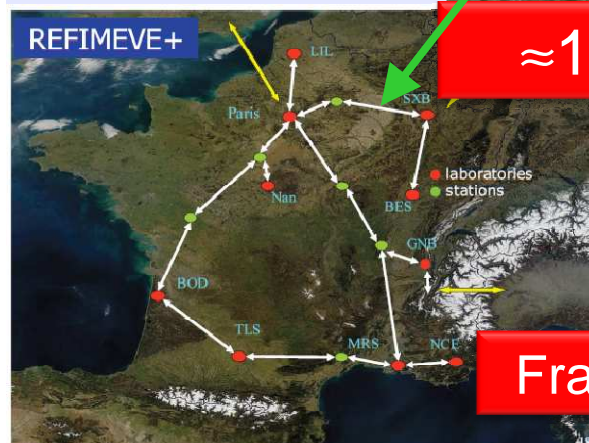 REFIMEVE+
LIL
≈1
Paris
SXB
laboratories
stations
Nan
BES
GNB
BOD
TLS
MRS
NCE
Fra